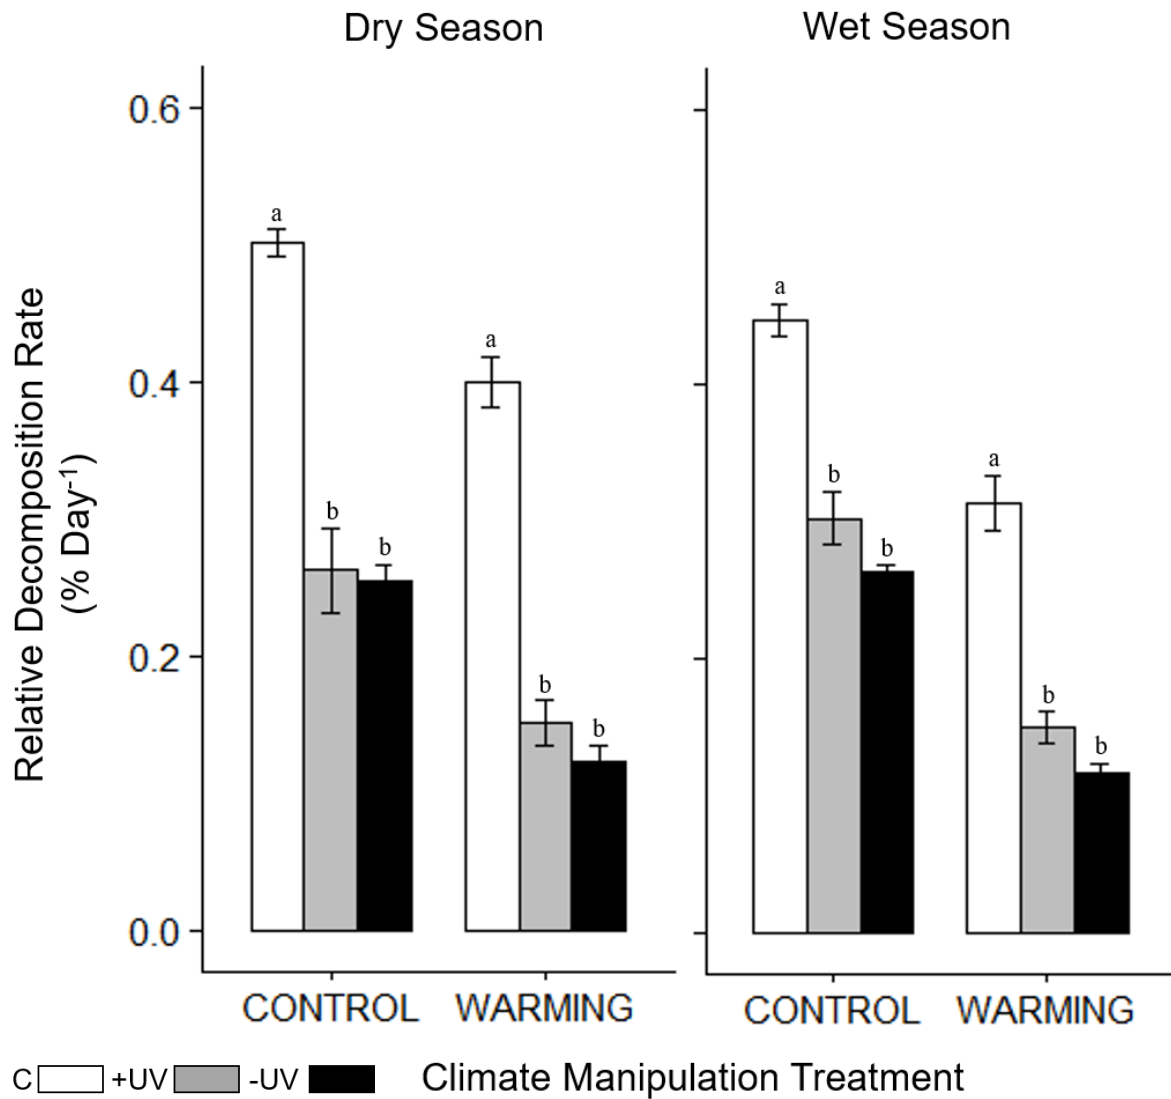 Dry Season
Wet Season
Relative Decomposition Rate
(% Day-1)
0.6
0.4
0.2
0.0
a
b
b
a
b
b
a
b
b
a
b
b
CONTROL WARMING
CONTROL WARMING
C +UV -UV
Climate Manipulation Treatment